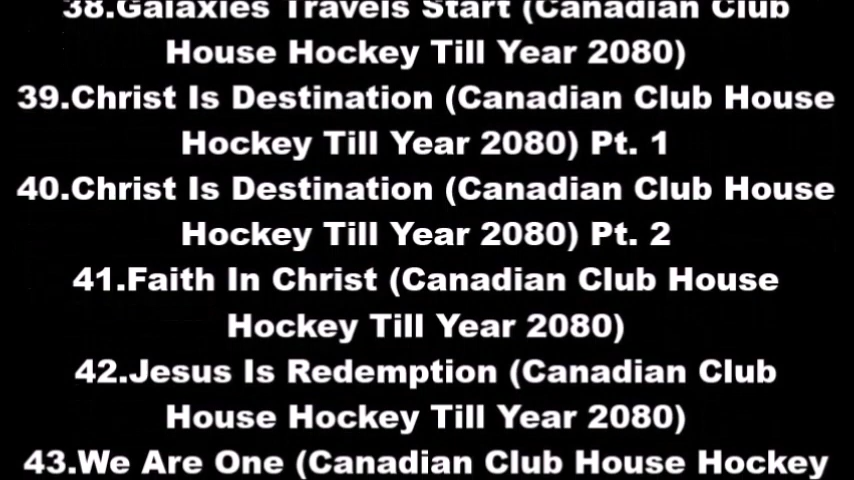 38.Galaxies Travels Start (Canadian Club
House Hockey Till Year 2080)
39.Christ Is Destination (Canadian Club House
Hockey Till Year 2080) Pt. 1
40.Christ Is Destination (Canadian Club House
Hockey Till Year 2080) Pt. 2
41.Faith In Christ (Canadian Club House
Hockey Till Year 2080)
42.Jesus Is Redemption (Canadian Club
House Hockey Till Year 2080)
43.We Are One (Canadian Club House Hockey